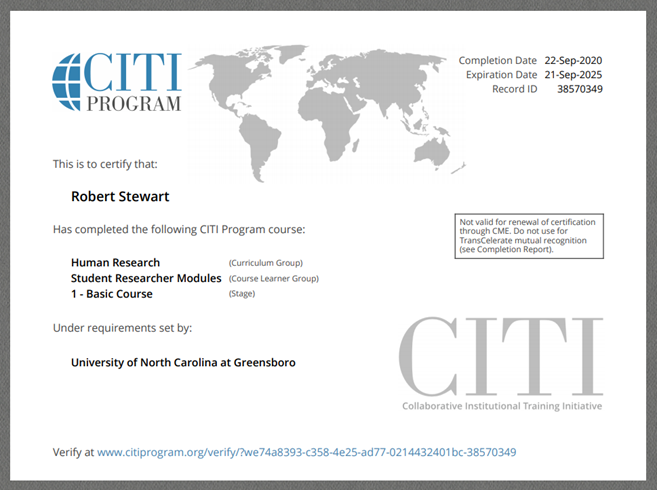 CITI
PROGRAM
Completion Date 22-Sep-2020
Expiration Date 21-Sep-2025
Record ID 38570349
This is to certify that:
Robert Stewart
Has completed the following CITI Program course:
Not valid for renewal of certification
through CME. Do not use for
TransCelerate mutual recognition
(see Completion Report).
Human Research (Curriculum Group)
Student Researcher Modules (Course Learner Group)
1 - Basic Course (Stage)
Under requirements set by:
University of North Carolina at Greensboro
CITI
Collaborative Institutional Training Initiative
Verify at www.citiprogram.org/verify/?we74a8393-c358-4e25-ad77-0214432401bc-38570349